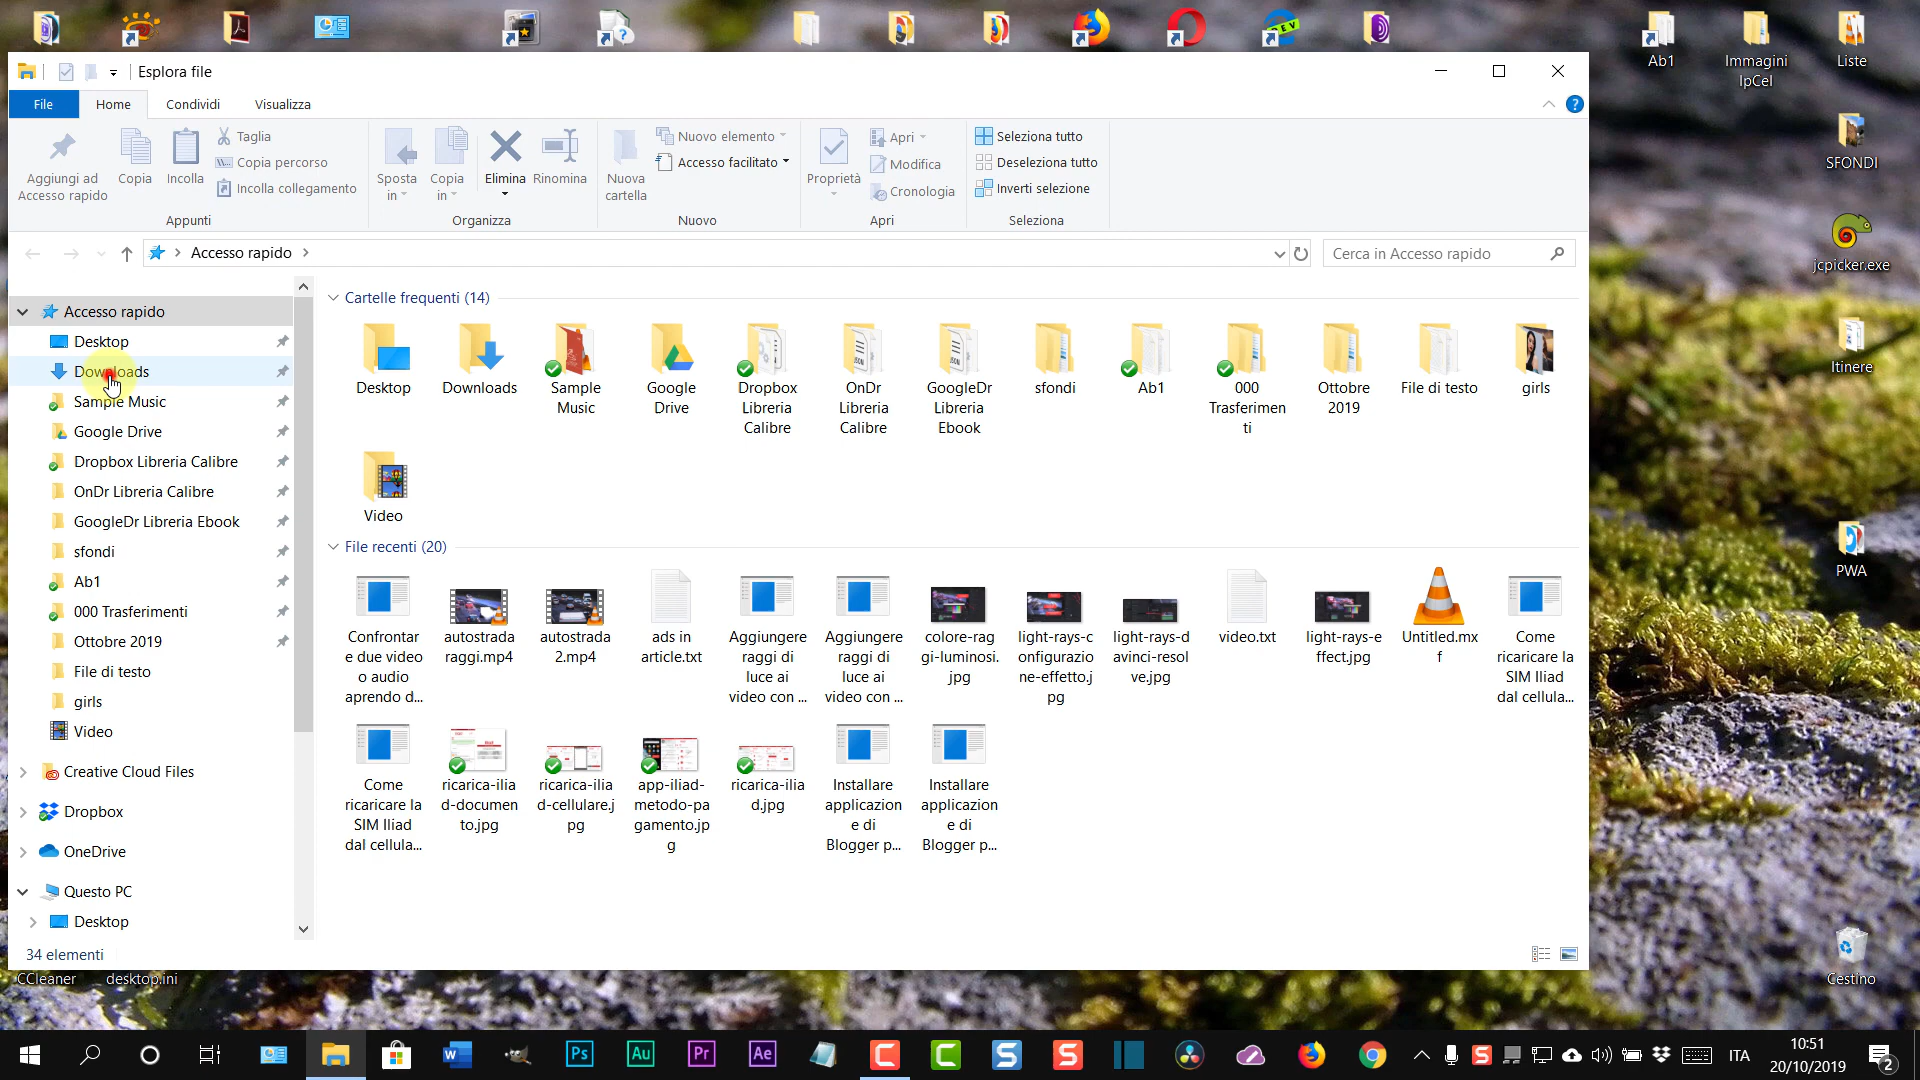 Esplora file
File
Home
Condividi
Visualizza
Aggiungi ad
Accesso rapido
Copia
Incolla
Taglia
Copia percorso
Incolla collegamento
Appunti
Sposta
in
Copia
in
Elimina
Rinomina
Organizza
Nuova
cartella
Nuovo elemento
Accesso facilitato
Nuovo
Proprietà
Apri
Modifica
Cronologia
Apri
Seleziona tutto
Deseleziona tutto
Inverti selezione
Seleziona
Accesso rapido
Cerca in Accesso rapido
Accesso rapido
Desktop
Downloads
Sample Music
Google Drive
Dropbox Libreria Calibre
OnDr Libreria Calibre
GoogleDr Libreria Ebook
sfondi
Ab1
000 Trasferimenti
Ottobre 2019
File di testo
girls
Video
Creative Cloud Files
Dropbox
OneDrive
Questo PC
Desktop
Cartelle frequenti (14)
Desktop
Downloads
Sample
Music
Google
Drive
Dropbox
Libreria
Calibre
OnDr
Libreria
Calibre
GoogleDr
Libreria
Ebook
sfondi
Ab1
000
Trasferimen
ti
Ottobre
2019
File di testo
girls
Video
File recenti (20)
Confrontar
e due video
o audio
aprendo d...
autostrada
raggi.mp4
autostrada
2.mp4
ads in
article.txt
Aggiungere
raggi di
luce ai
video con ...
Aggiungere
raggi di
luce ai
video con ...
colore-rag
gi-luminosi.
jpg
light-rays-c
onfigurazio
ne-effetto.j
pg
light-rays-d
avinci-resol
ve.jpg
video.txt
light-rays-e
ffect.jpg
Untitled.mx
f
Come
ricaricare la
SIM Iliad
dal cellula...
Come
ricaricare la
SIM Iliad
dal cellula...
ricarica-ilia
d-documen
to.jpg
ricarica-ilia
d-cellulare.j
pg
app-iliad-
metodo-pa
gamento.jp
g
ricarica-ilia
d.jpg
Installare
applicazion
e di
Blogger p...
Installare
applicazion
e di
Blogger p...
34 elementi
Ab1
Immagini
IpCel
Liste
SFONDI
jcpicker.exe
Itinere
PWA
Cestino
CCleaner
desktop.ini
ITA
10:51
20/10/2019
2